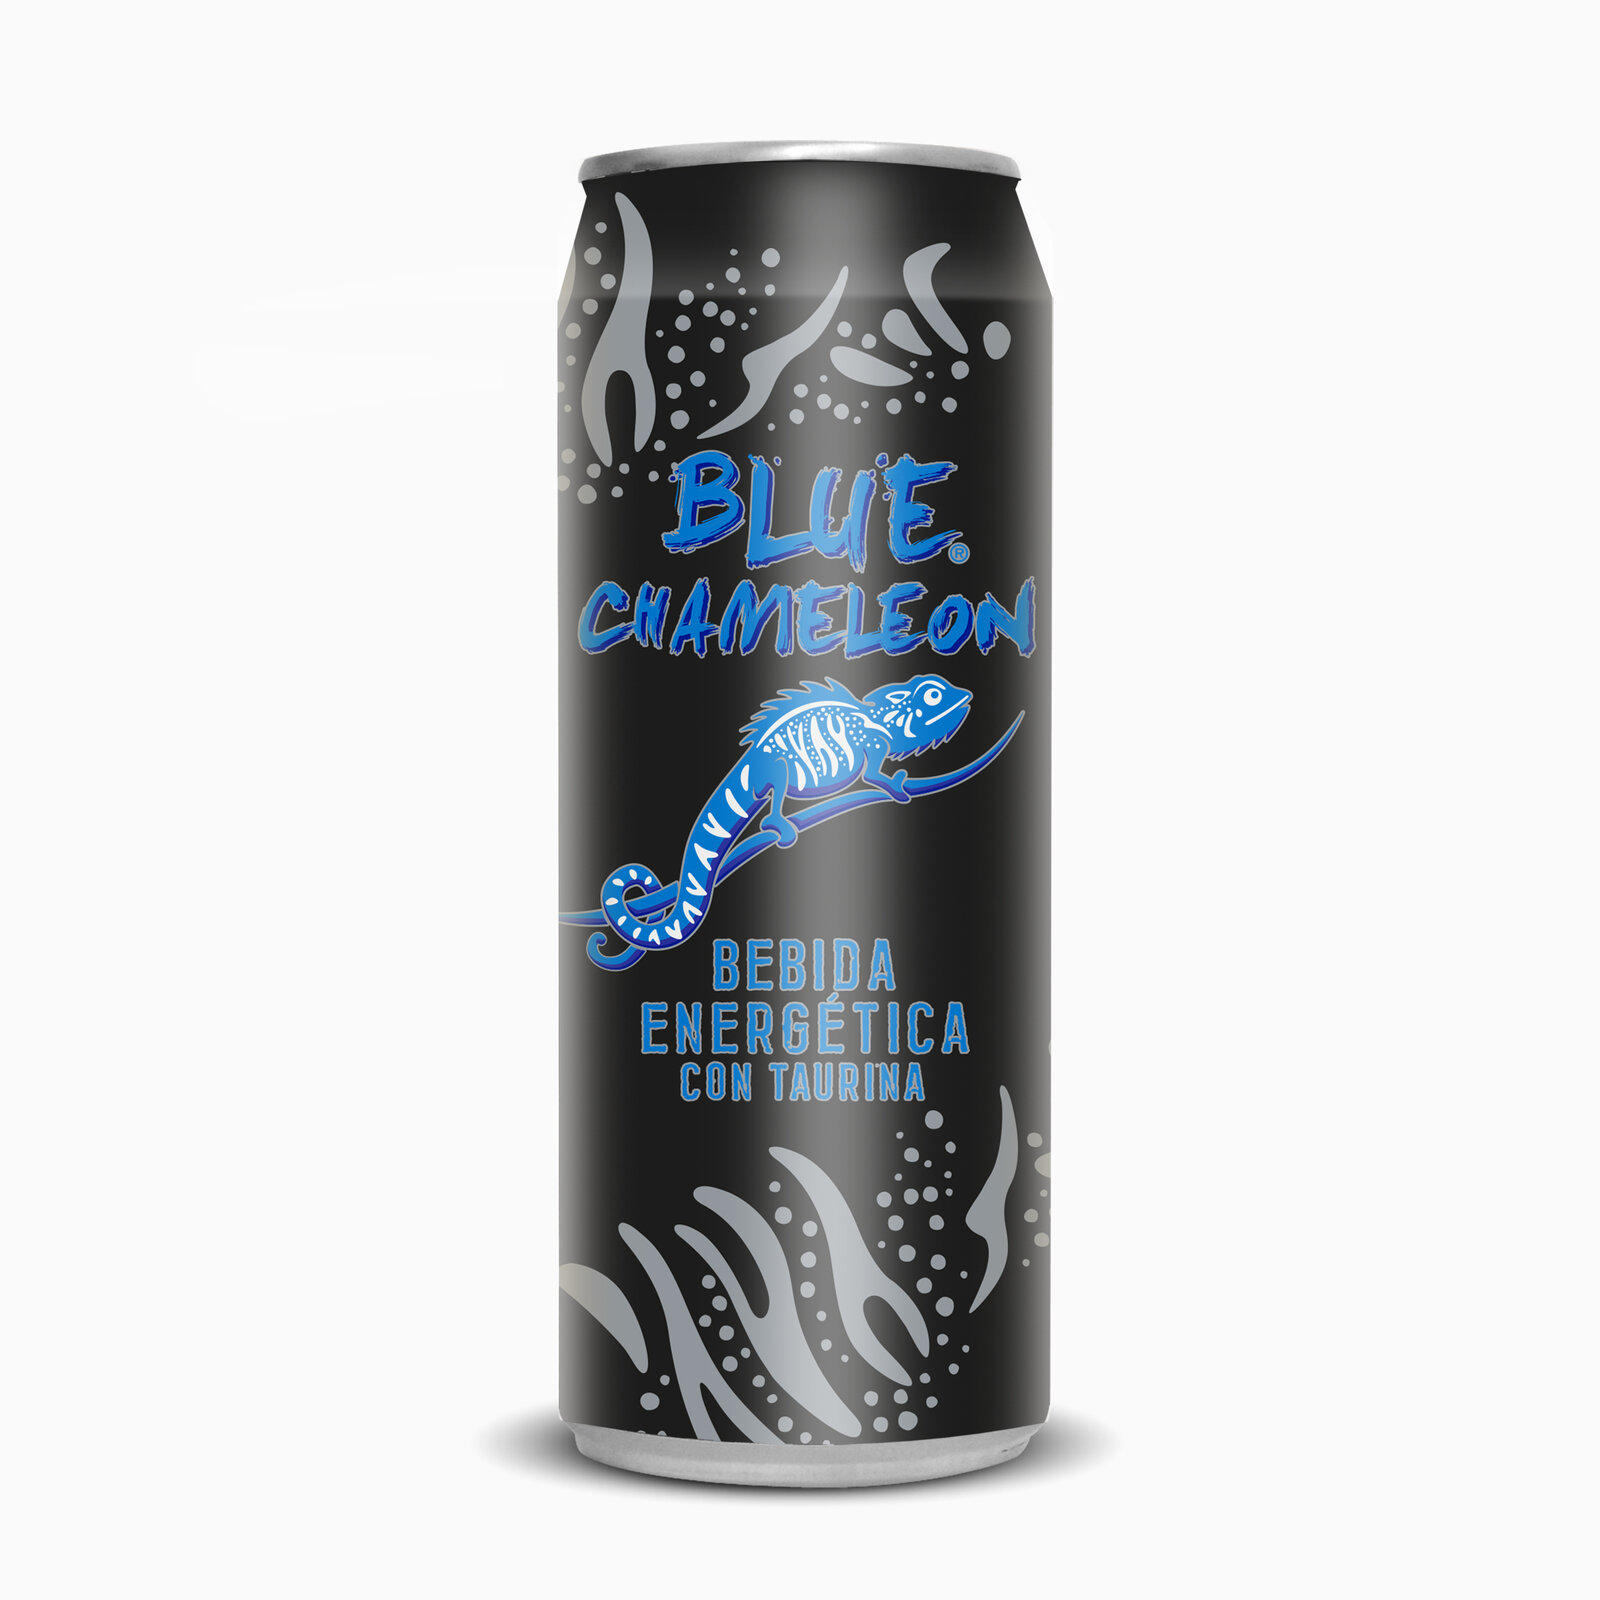 BLUE®
CHAMELEON
BEBIDA
ENERGÉTICA
CON TAURINA